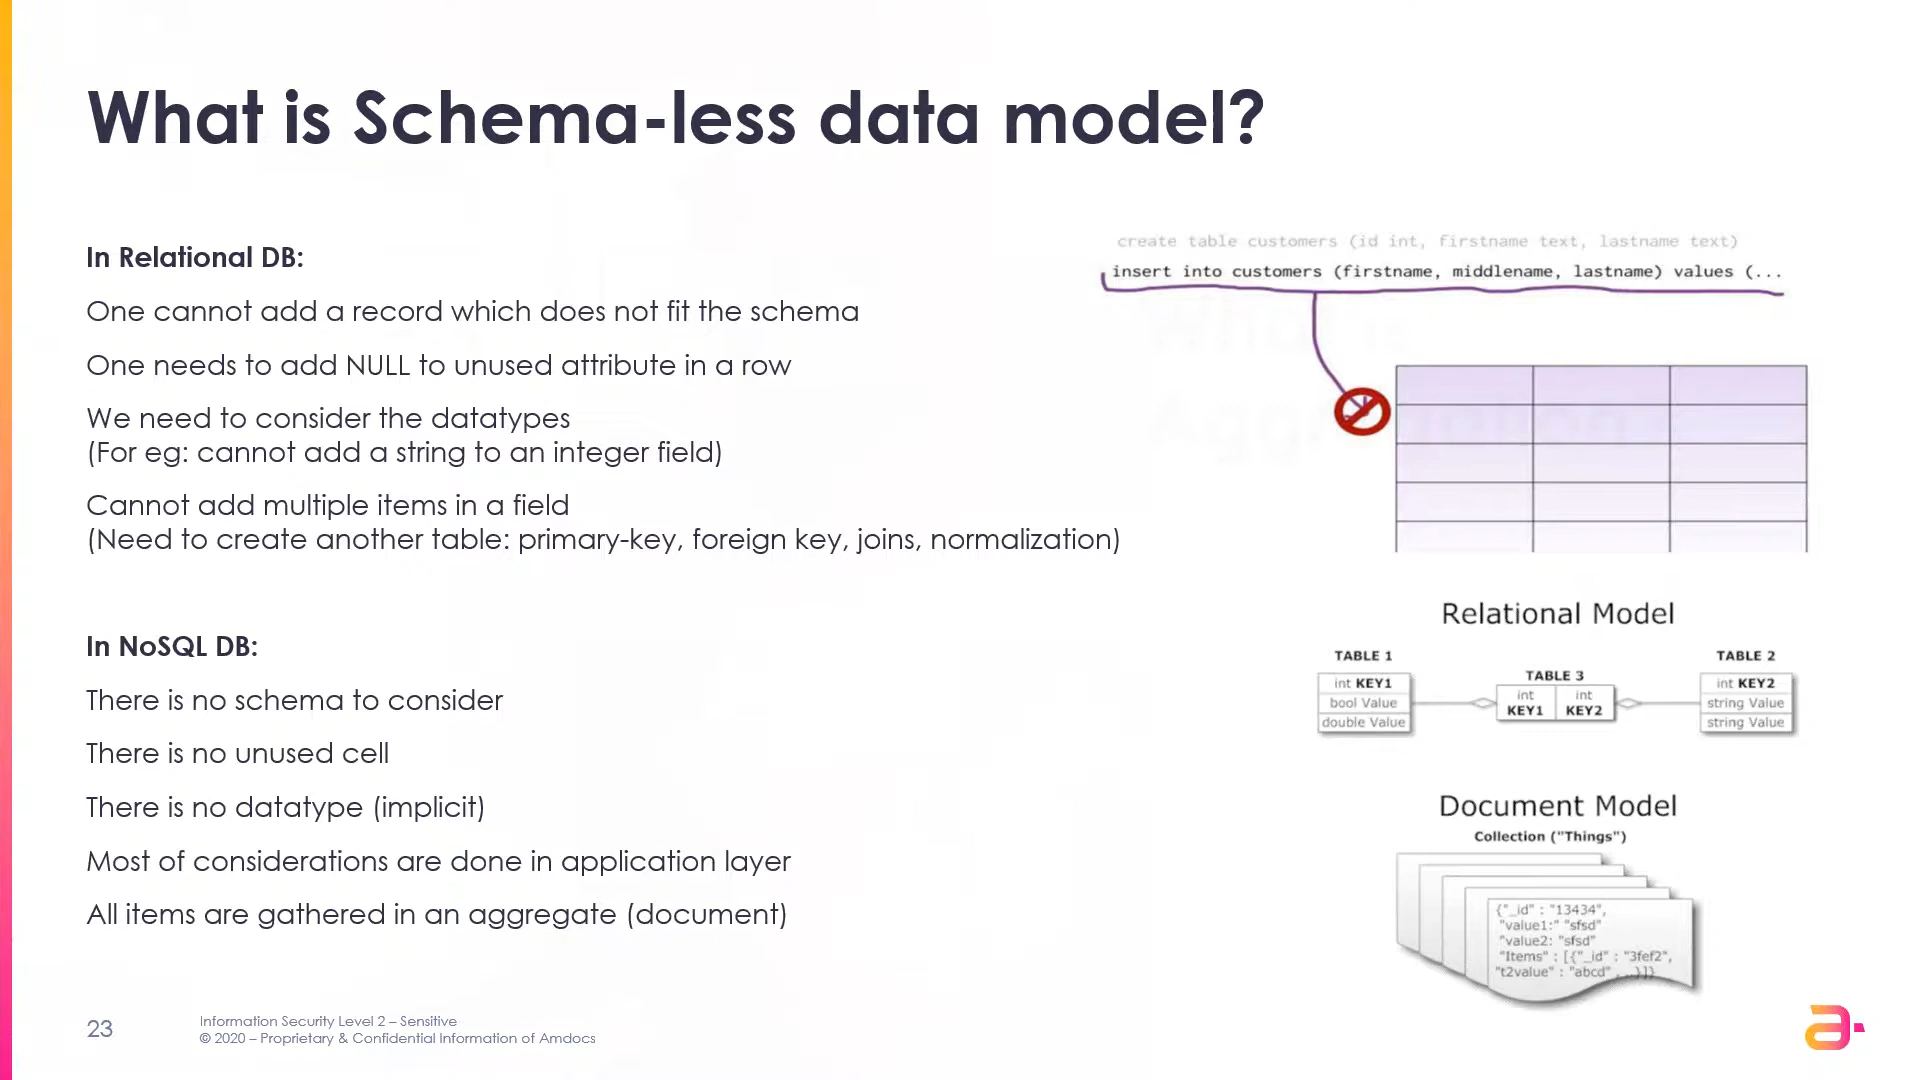 What is Schema-less data model?
In Relational DB:
One cannot add a record which does not fit the schema
One needs to add NULL to unused attribute in a row
We need to consider the datatypes
(For eg: cannot add a string to an integer field)
Cannot add multiple items in a field
(Need to create another table: primary-key, foreign key, joins, normalization)
In NoSQL DB:
There is no schema to consider
There is no unused cell
There is no datatype (implicit)
Most of considerations are done in application layer
All items are gathered in an aggregate (document)
create table customers (id int, firstname text, lastname text)
insert into customers (firstname, middlename, lastname) values (...
Relational Model
TABLE 1
int KEY1
bool Value
double Value
TABLE 3
int int
KEY1 KEY2
TABLE 2
int KEY2
string Value
string Value
Document Model
Collection ("Things")
{"_id" : "13434",
"value1:" "sfsd"
"value2: "sfsd"
"Items" : [{"_id" : "3fef2",
"t2value" : "abcd" , ...}]}
23
Information Security Level 2 – Sensitive
© 2020 – Proprietary & Confidential Information of Amdocs